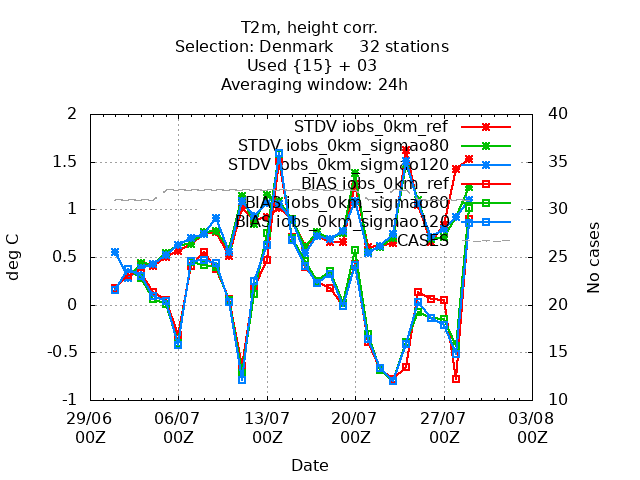 T2m, height corr.
Selection: Denmark 32 stations
Used {15} + 03
Averaging window: 24h
STDV iobs_0km_ref
STDV iobs_0km_sigmao80
STDV iobs_0km_sigmao120
BIAS iobs_0km_ref
BIAS iobs_0km_sigmao80
BIAS iobs_0km_sigmao120
CASES
2
1.5
1
0.5
0
-0.5
-1
deg C
40
35
30
25
20
15
10
No cases
29/06 06/07 13/07 20/07 27/07 03/08
00Z 00Z 00Z 00Z 00Z 00Z
Date